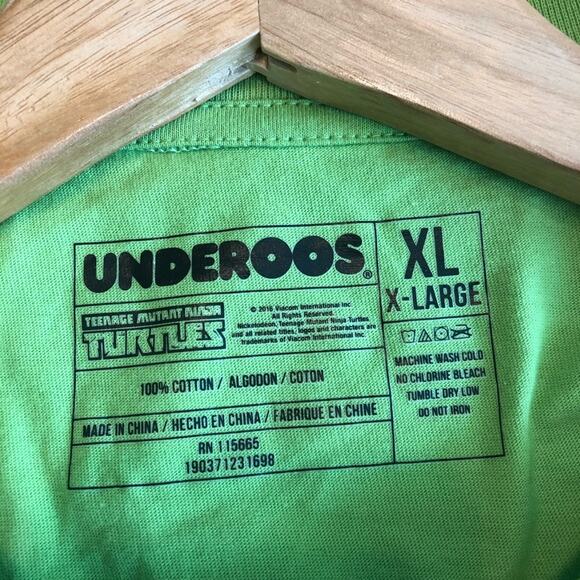 UNDEROOS®
XL
X-LARGE
TEENAGE MUTANT NINJA
TURTLES
© 2016 Viacom International Inc
All Rights Reserved.
Nickelodeon, Teenage Mutant Ninja Turtles
and all related titles, logos and characters are
trademarks of Viacom International Inc.
MACHINE WASH COLD
NO CHLORINE BLEACH
TUMBLE DRY LOW
DO NOT IRON
100% COTTON / ALGODON / COTON
MADE IN CHINA / HECHO EN CHINA / FABRIQUE EN CHINE
RN 115665
190371231698